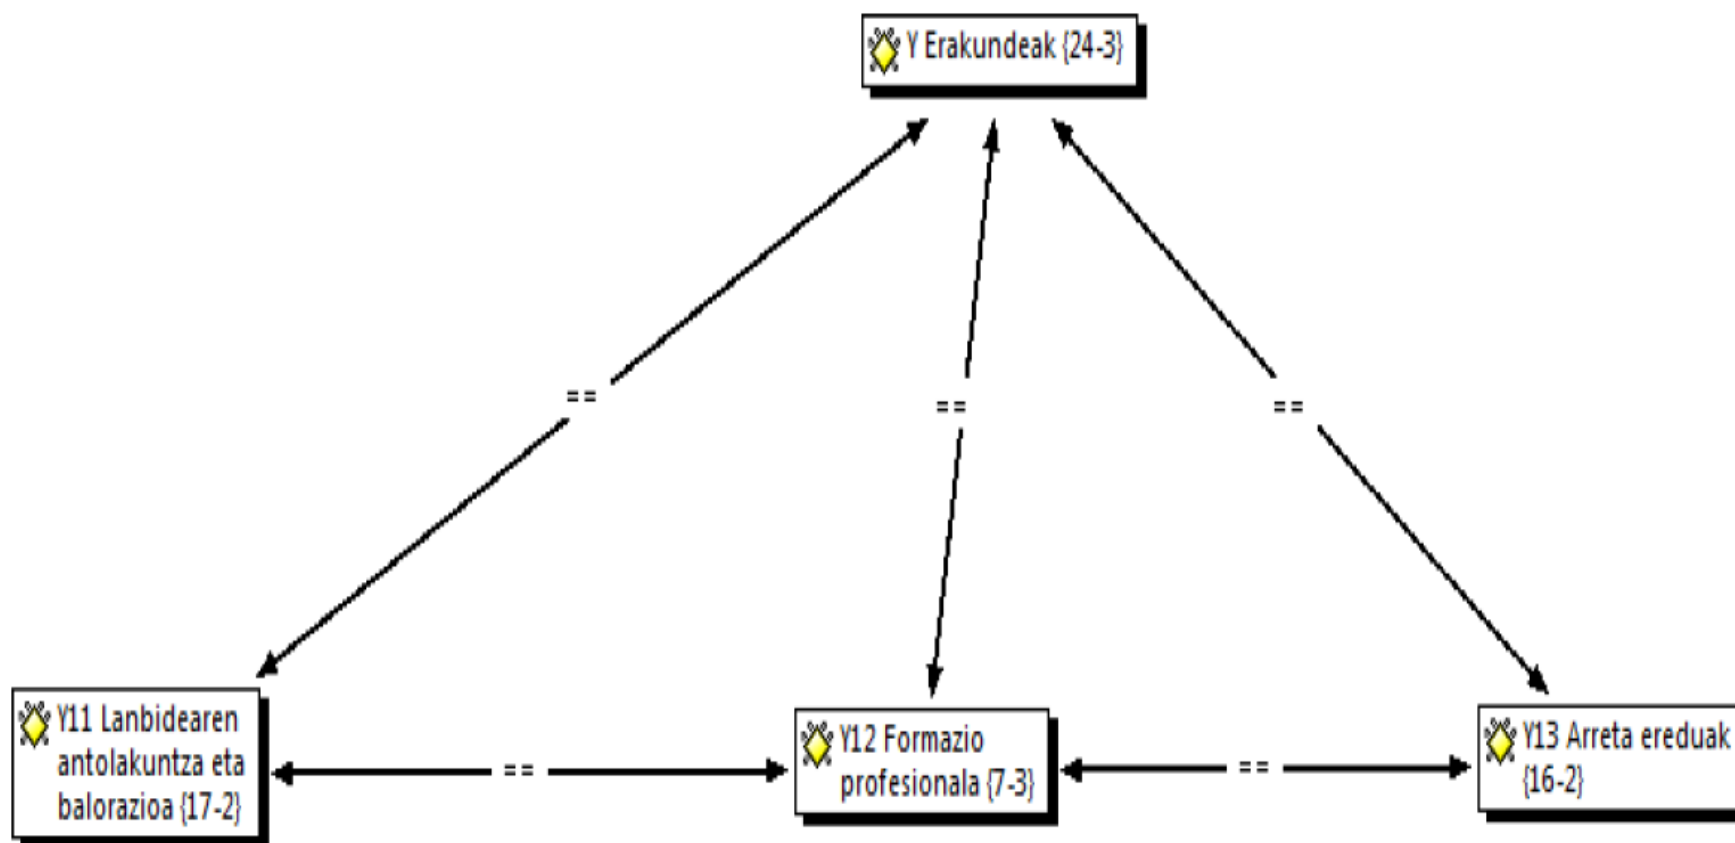 Y Erakundeak {24-3}
==
==
==
Y11 Lanbidearen
antolakuntza eta
balorazioa {17-2}
==
Y12 Formazio
profesionala {7-3}
==
Y13 Arreta ereduak
{16-2}